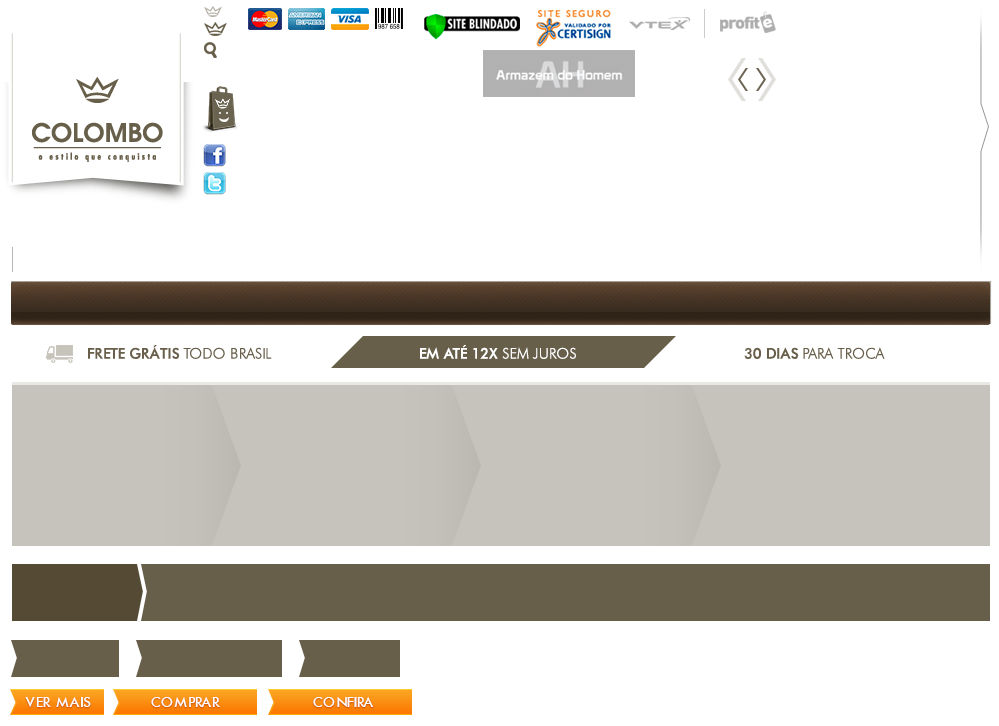 MasterCard
AMERICAN EXPRESS
VISA
987 656
SITE BLINDADO
SITE SEGURO
VALIDADO POR
CERTISIGN
VTEX
profite
AH
Armazem do Homem
COLOMBO
o estilo que conquista
FRETE GRÁTIS TODO BRASIL
EM ATÉ 12X SEM JUROS
30 DIAS PARA TROCA
VER MAIS
COMPRAR
CONFIRA